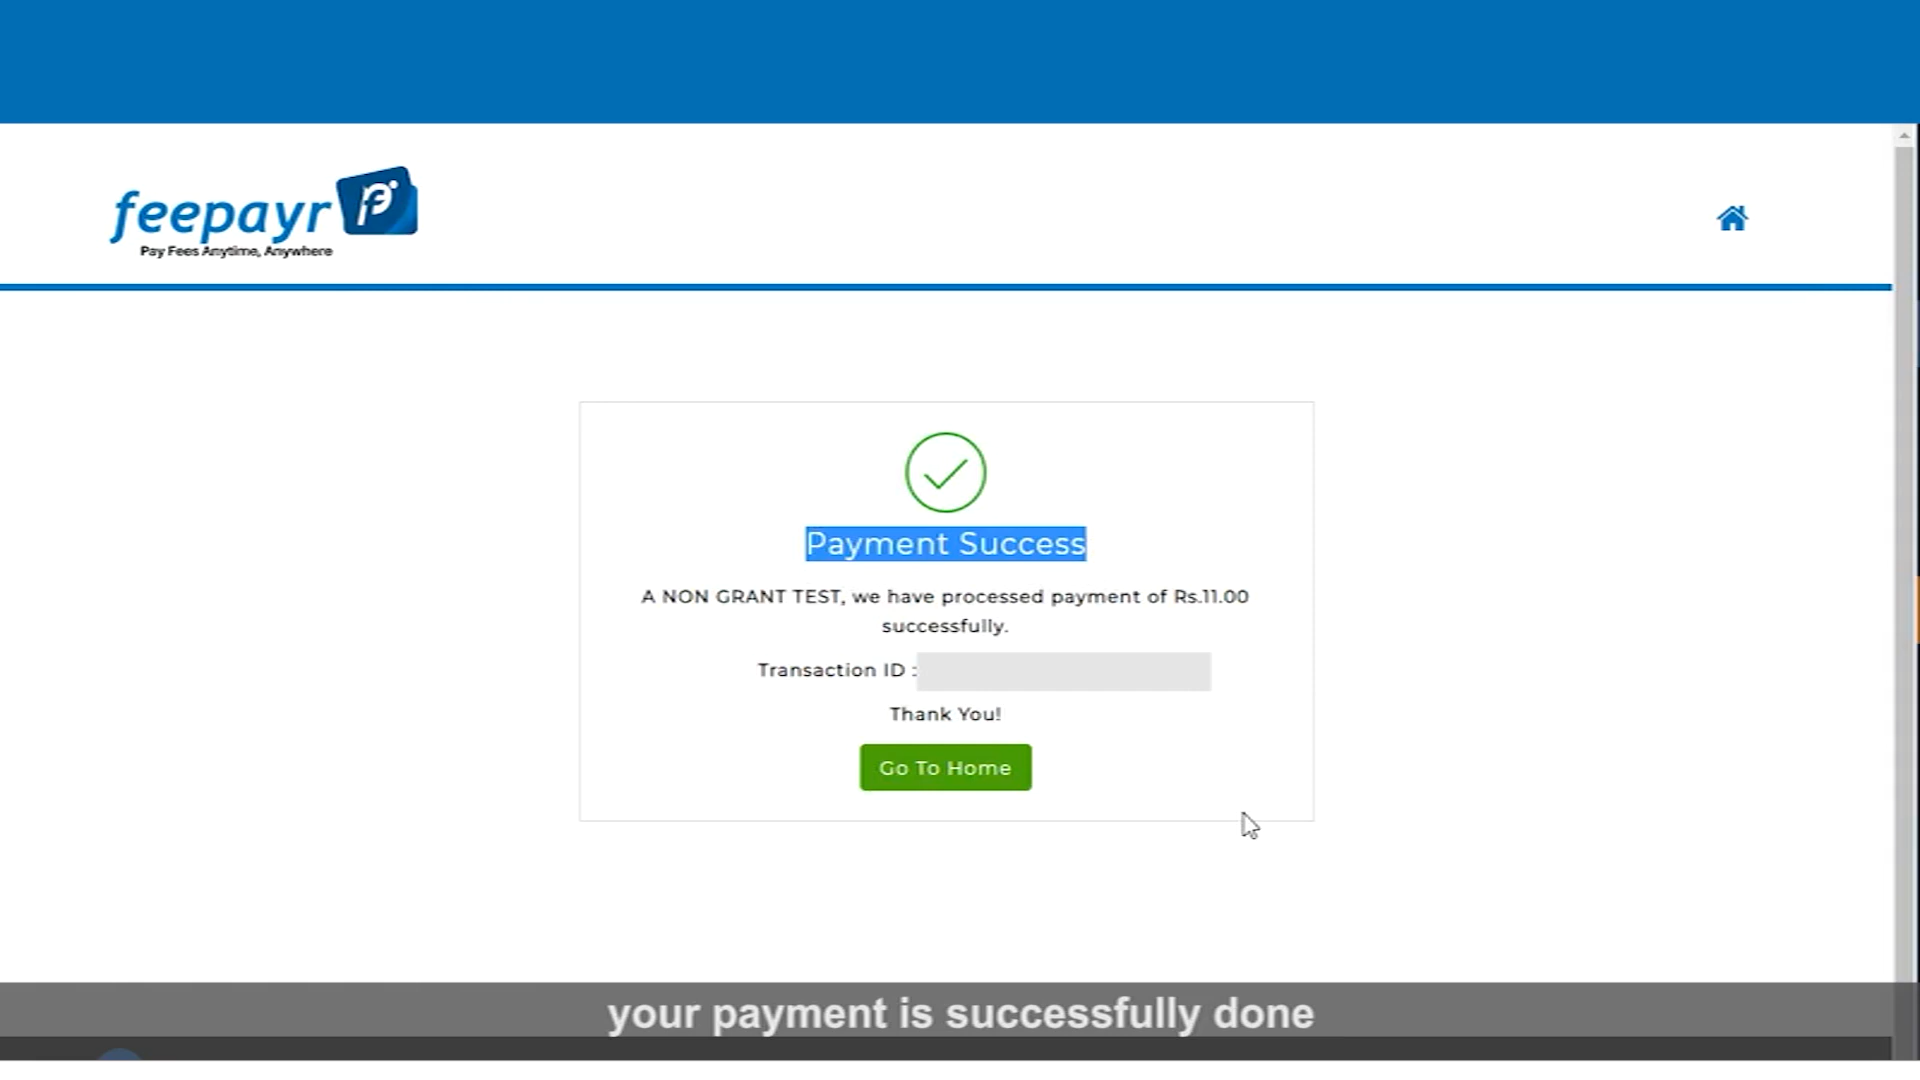 feepayr
Pay Fees Anytime, Anywhere
Payment Success
A NON GRANT TEST, we have processed payment of Rs.11.00
successfully.
Transaction ID :
Thank You!
Go To Home
your payment is successfully done